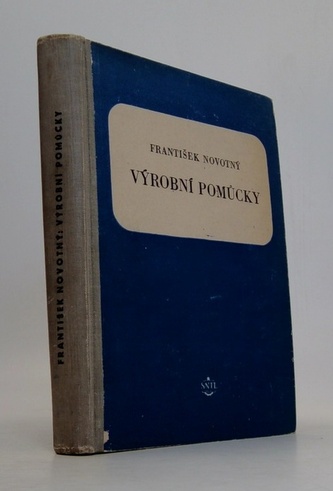 FRANTIŠEK NOVOTNÝ
VÝROBNÍ POMŮCKY
SNTL
FRANTIŠEK NOVOTNÝ: VÝROBNÍ POMŮCKY